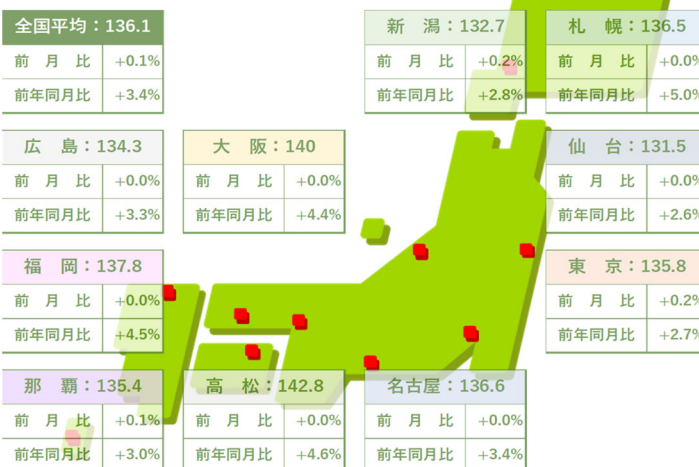 全国平均：136.1
前 月 比 +0.1%
前年同月比 +3.4%
新 潟：132.7
前 月 比 +0.2%
前年同月比 +2.8%
札 幌：136.5
前 月 比 +0.0%
前年同月比 +5.0%
広 島：134.3
前 月 比 +0.0%
前年同月比 +3.3%
大 阪：140
前 月 比 +0.0%
前年同月比 +4.4%
仙 台：131.5
前 月 比 +0.0%
前年同月比 +2.6%
福 岡：137.8
前 月 比 +0.0%
前年同月比 +4.5%
東 京：135.8
前 月 比 +0.2%
前年同月比 +2.7%
那 覇：135.4
前 月 比 +0.1%
前年同月比 +3.0%
高 松：142.8
前 月 比 +0.0%
前年同月比 +4.6%
名古屋：136.6
前 月 比 +0.0%
前年同月比 +3.4%